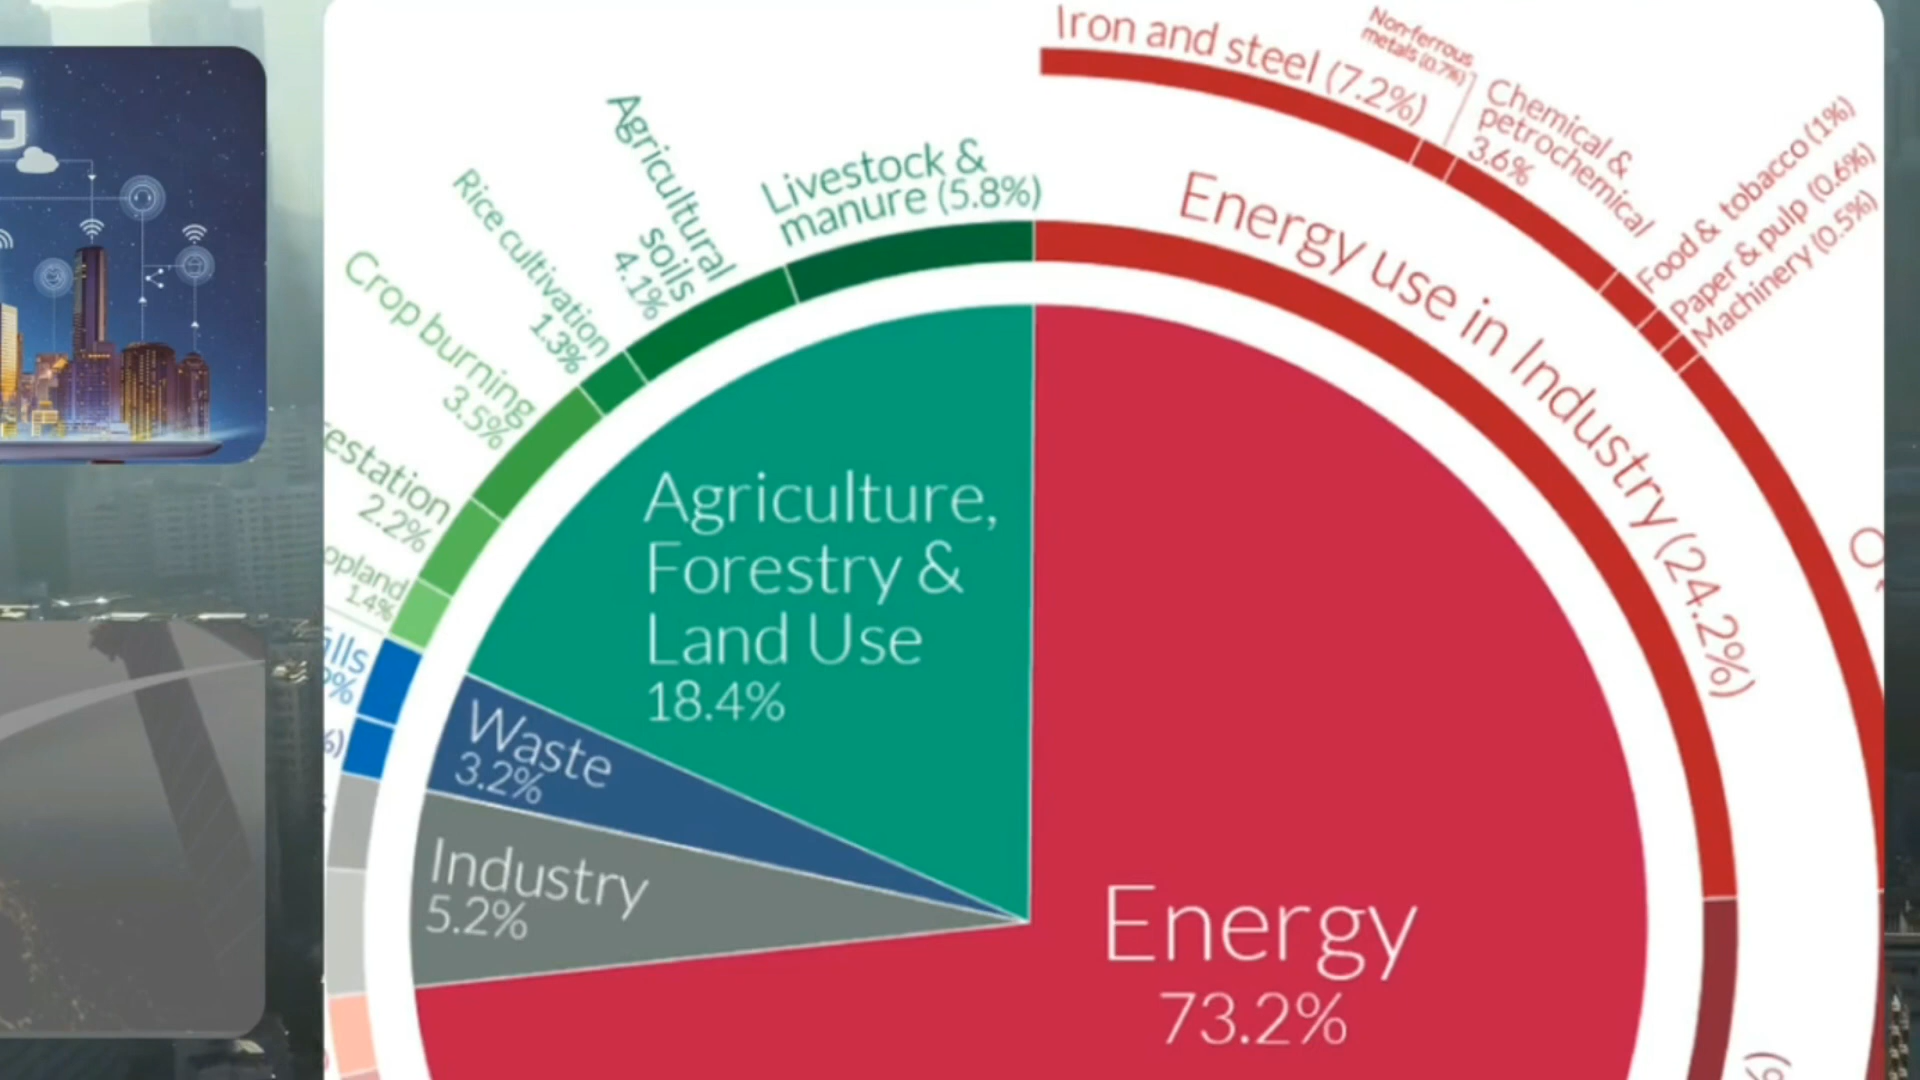 G
Iron and steel (7.2%)
Non-ferrous
metals (0.7%)
Chemical &
petrochemical
3.6%
Food & tobacco (1%)
Paper & pulp (0.6%)
Machinery (0.5%)
Energy use in Industry (24.2%)
Livestock &
manure (5.8%)
Agricultural
soils
4.1%
Rice cultivation
1.3%
Crop burning
3.5%
estation
2.2%
opland
1.4%
Agriculture,
Forestry &
Land Use
18.4%
Waste
3.2%
Industry
5.2%
Energy
73.2%